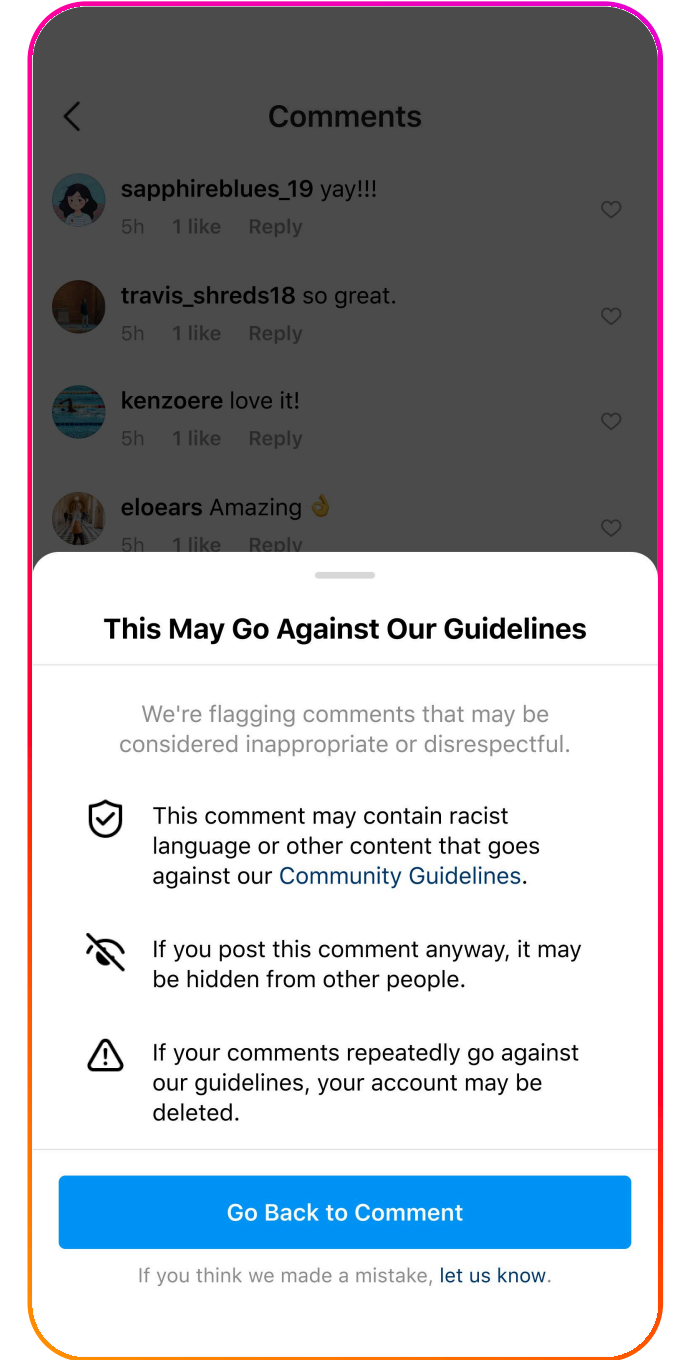 Comments
sapphireblues_19 yay!!!
5h 1 like Reply
travis_shreds18 so great.
5h 1 like Reply
kenzoere love it!
5h 1 like Reply
eloears Amazing 👌
5h 1 like Reply
This May Go Against Our Guidelines
We're flagging comments that may be
considered inappropriate or disrespectful.
This comment may contain racist
language or other content that goes
against our Community Guidelines.
If you post this comment anyway, it may
be hidden from other people.
If your comments repeatedly go against
our guidelines, your account may be
deleted.
Go Back to Comment
If you think we made a mistake, let us know.